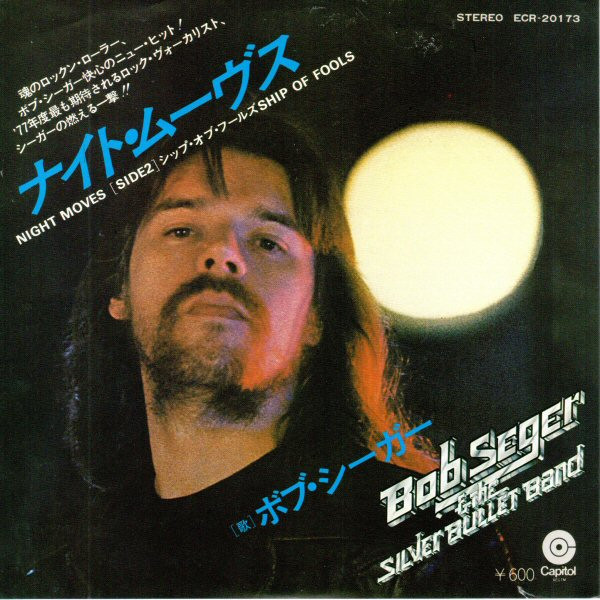 STEREO ECR-20173
魂のロックン・ローラー、
ボブ・シーガー快心のニュー・ヒット!
'77年度最も期待されるロック・ヴォーカリスト、
シーガーの燃える一撃!!
ナイト・ムーヴス
NIGHT MOVES [SIDE2] シップ・オブ・フールズ SHIP OF FOOLS
[歌] ボブ・シーガー
Bob Seger
& the
Silver Bullet Band
¥600
Capitol